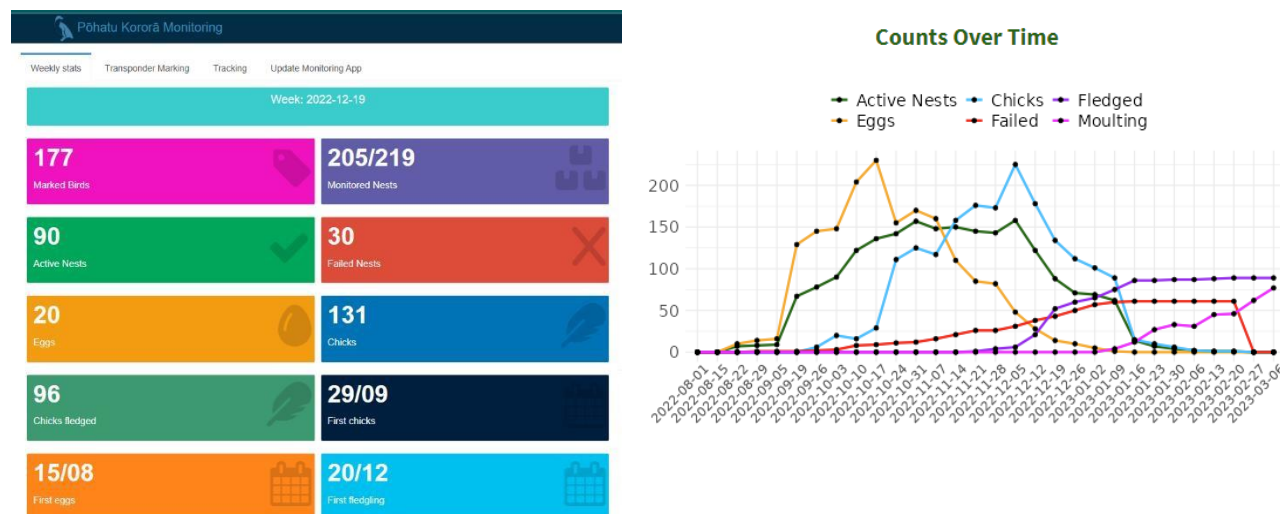 Pōhatu Kororā Monitoring
Weekly stats Transponder Marking Tracking Update Monitoring App
Week: 2022-12-19
177
Marked Birds
205/219
Monitored Nests
90
Active Nests
30
Failed Nests
20
Eggs
131
Chicks
96
Chicks fledged
29/09
First chicks
15/08
First eggs
20/12
First fledgling
Counts Over Time
Active Nests Chicks Fledged
Eggs Failed Moulting
200
150
100
50
0
2022-08-01
2022-08-15
2022-08-22
2022-08-29
2022-09-05
2022-09-19
2022-09-26
2022-10-03
2022-10-10
2022-10-17
2022-10-24
2022-10-31
2022-11-07
2022-11-14
2022-11-21
2022-11-28
2022-12-05
2022-12-12
2022-12-19
2022-12-26
2023-01-02
2023-01-09
2023-01-16
2023-01-23
2023-01-30
2023-02-06
2023-02-13
2023-02-20
2023-02-27
2023-03-06